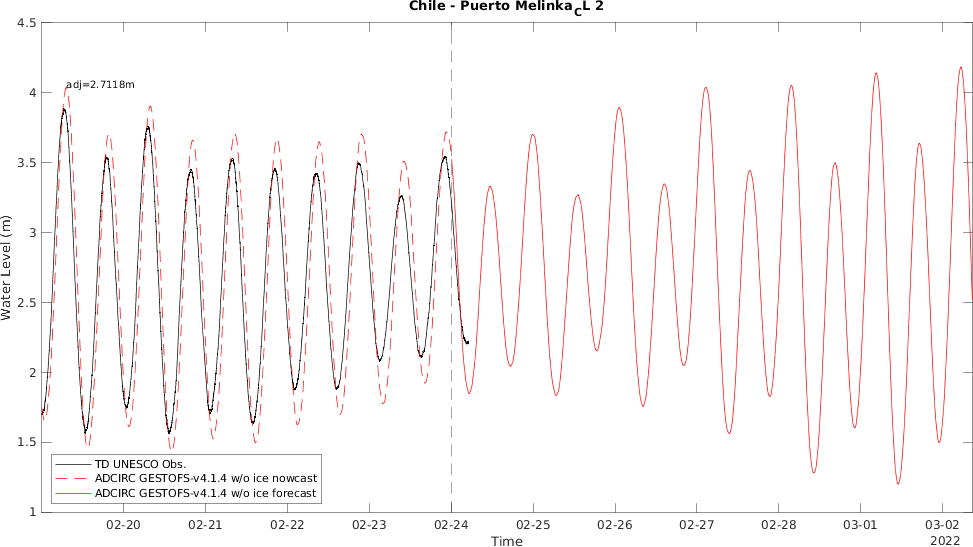 Chile - Puerto Melinka_CL 2
adj=2.7118m
4.5
4
3.5
3
2.5
2
1.5
1
Water Level (m)
TD UNESCO Obs.
ADCIRC GESTOFS-v4.1.4 w/o ice nowcast
ADCIRC GESTOFS-v4.1.4 w/o ice forecast
02-20 02-21 02-22 02-23 02-24 02-25 02-26 02-27 02-28 03-01 03-02
Time 2022